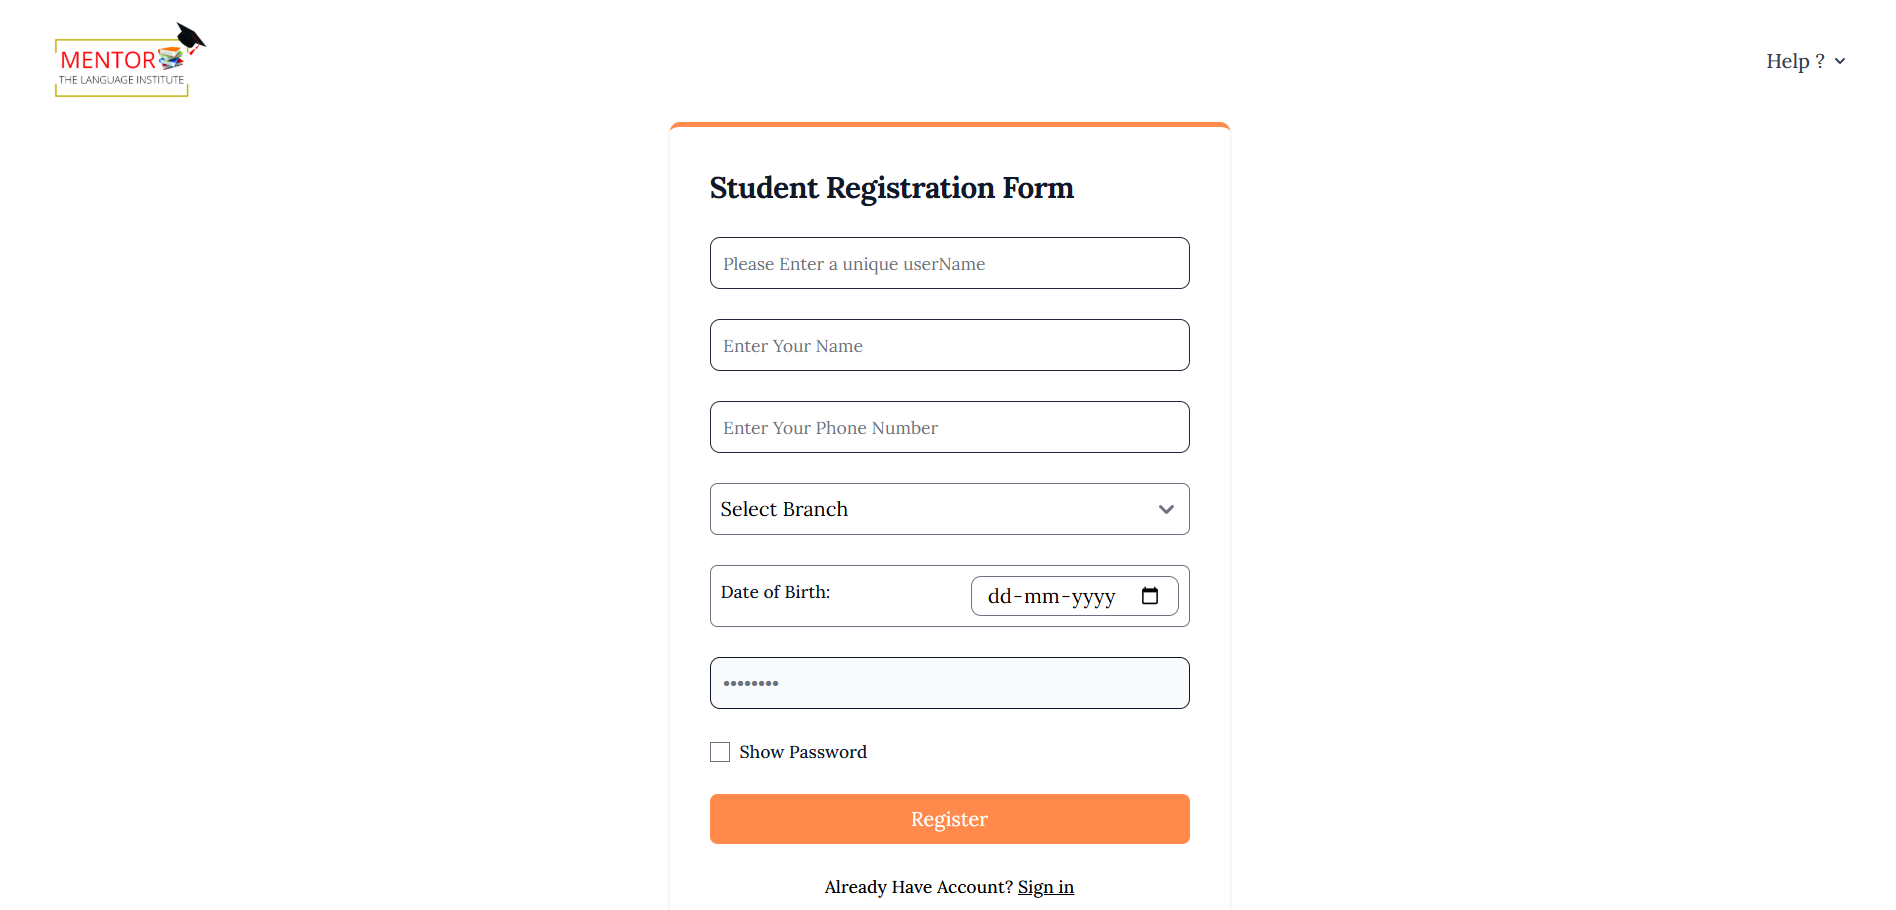 MENTOR
THE LANGUAGE INSTITUTE
Help ?
Student Registration Form
Please Enter a unique userName
Enter Your Name
Enter Your Phone Number
Select Branch
Date of Birth: dd-mm-yyyy
••••••••
Show Password
Register
Already Have Account? Sign in